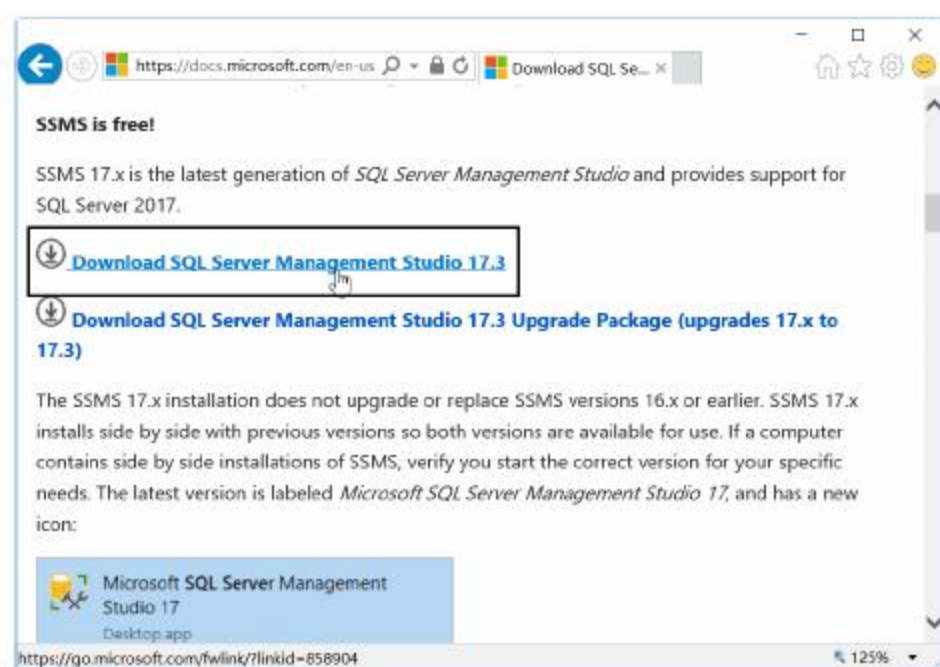 https://docs.microsoft.com/en-us
Download SQL Se...
SSMS is free!
SSMS 17.x is the latest generation of SQL Server Management Studio and provides support for
SQL Server 2017.
Download SQL Server Management Studio 17.3
Download SQL Server Management Studio 17.3 Upgrade Package (upgrades 17.x to
17.3)
The SSMS 17.x installation does not upgrade or replace SSMS versions 16.x or earlier. SSMS 17.x
installs side by side with previous versions so both versions are available for use. If a computer
contains side by side installations of SSMS, verify you start the correct version for your specific
needs. The latest version is labeled Microsoft SQL Server Management Studio 17, and has a new
icon:
Microsoft SQL Server Management
Studio 17
Desktop app
https://go.microsoft.com/fwlink/?linkid=858904
125%